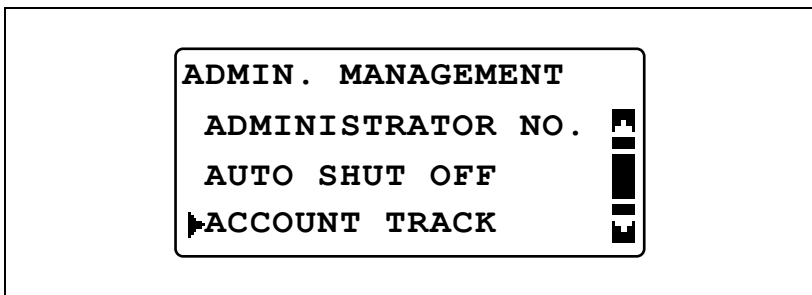 ADMIN. MANAGEMENT
ADMINISTRATOR NO.
AUTO SHUT OFF
ACCOUNT TRACK